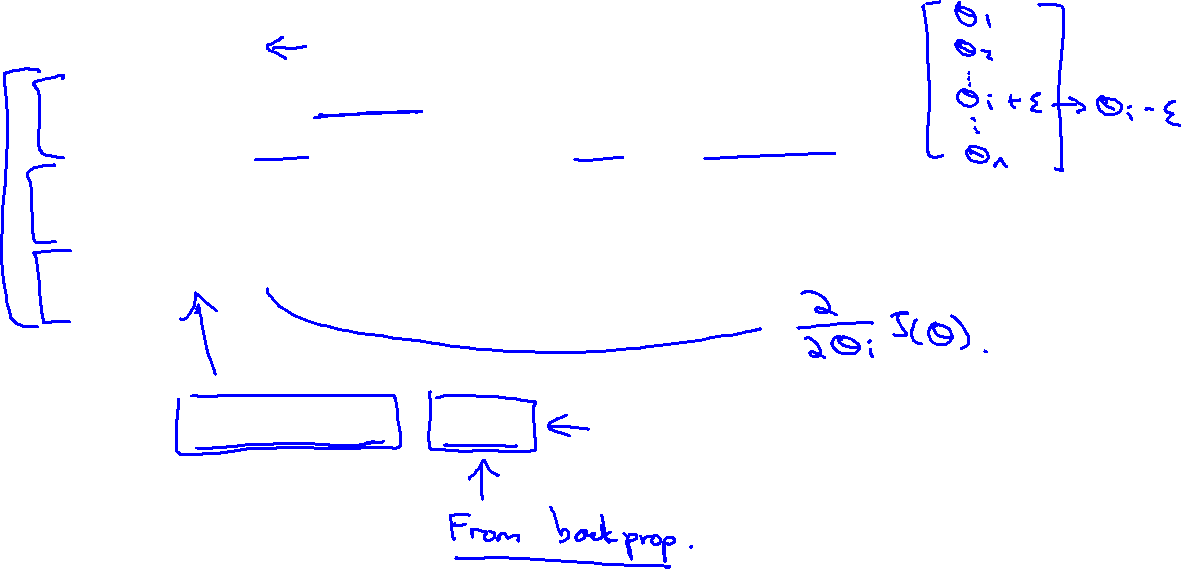 θ₁
θ₂
⋮
θᵢ + ε → θᵢ - ε
⋮
θₙ
∂/∂θᵢ J(θ).
From backprop.